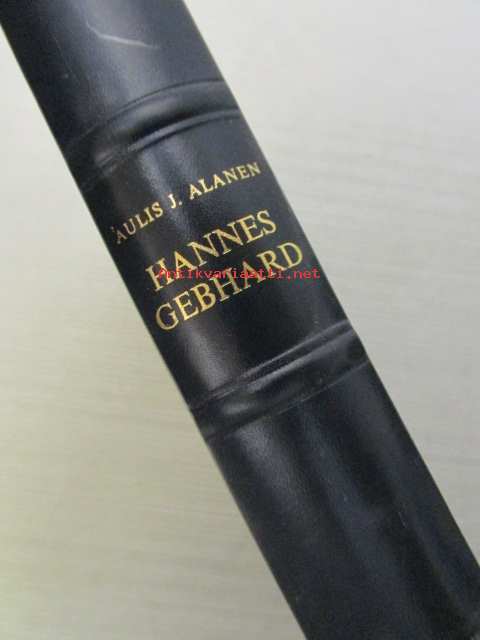 AULIS J. ALANEN
HANNES
Antikvariaatti.net
GEBHARD